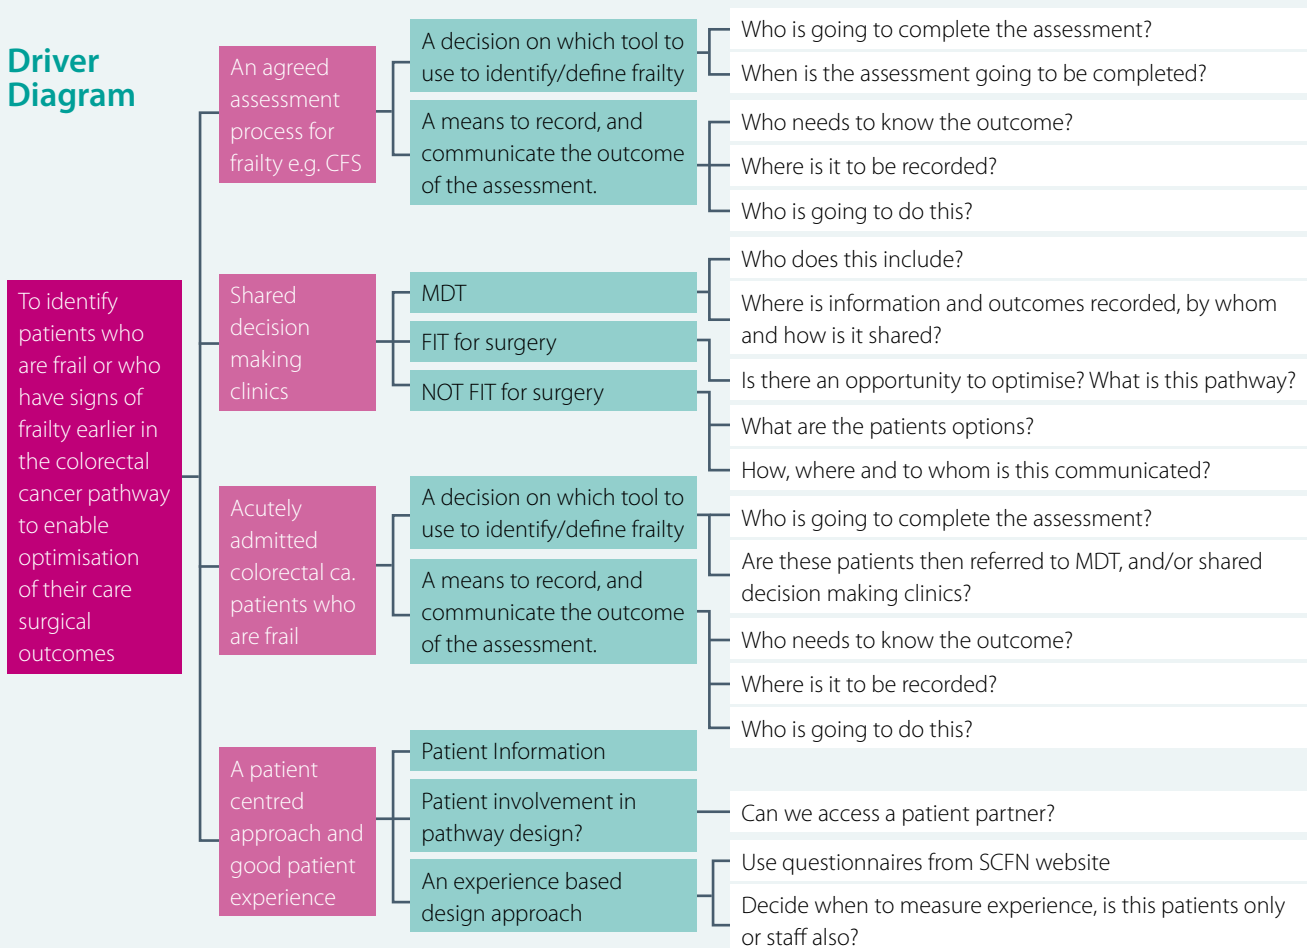 Driver
Diagram
To identify
patients who
are frail or who
have signs of
frailty earlier in
the colorectal
cancer pathway
to enable
optimisation
of their care
surgical
outcomes
An agreed
assessment
process for
frailty e.g. CFS
A decision on which tool to
use to identify/define frailty
Who is going to complete the assessment?
When is the assessment going to be completed?
A means to record, and
communicate the outcome
of the assessment.
Who needs to know the outcome?
Where is it to be recorded?
Who is going to do this?
Shared
decision
making
clinics
MDT
Who does this include?
Where is information and outcomes recorded, by whom
and how is it shared?
FIT for surgery
Is there an opportunity to optimise? What is this pathway?
NOT FIT for surgery
What are the patients options?
How, where and to whom is this communicated?
Acutely
admitted
colorectal ca.
patients who
are frail
A decision on which tool to
use to identify/define frailty
Who is going to complete the assessment?
Are these patients then referred to MDT, and/or shared
decision making clinics?
A means to record, and
communicate the outcome
of the assessment.
Who needs to know the outcome?
Where is it to be recorded?
Who is going to do this?
A patient
centred
approach and
good patient
experience
Patient Information
Patient involvement in
pathway design?
Can we access a patient partner?
An experience based
design approach
Use questionnaires from SCFN website
Decide when to measure experience, is this patients only
or staff also?